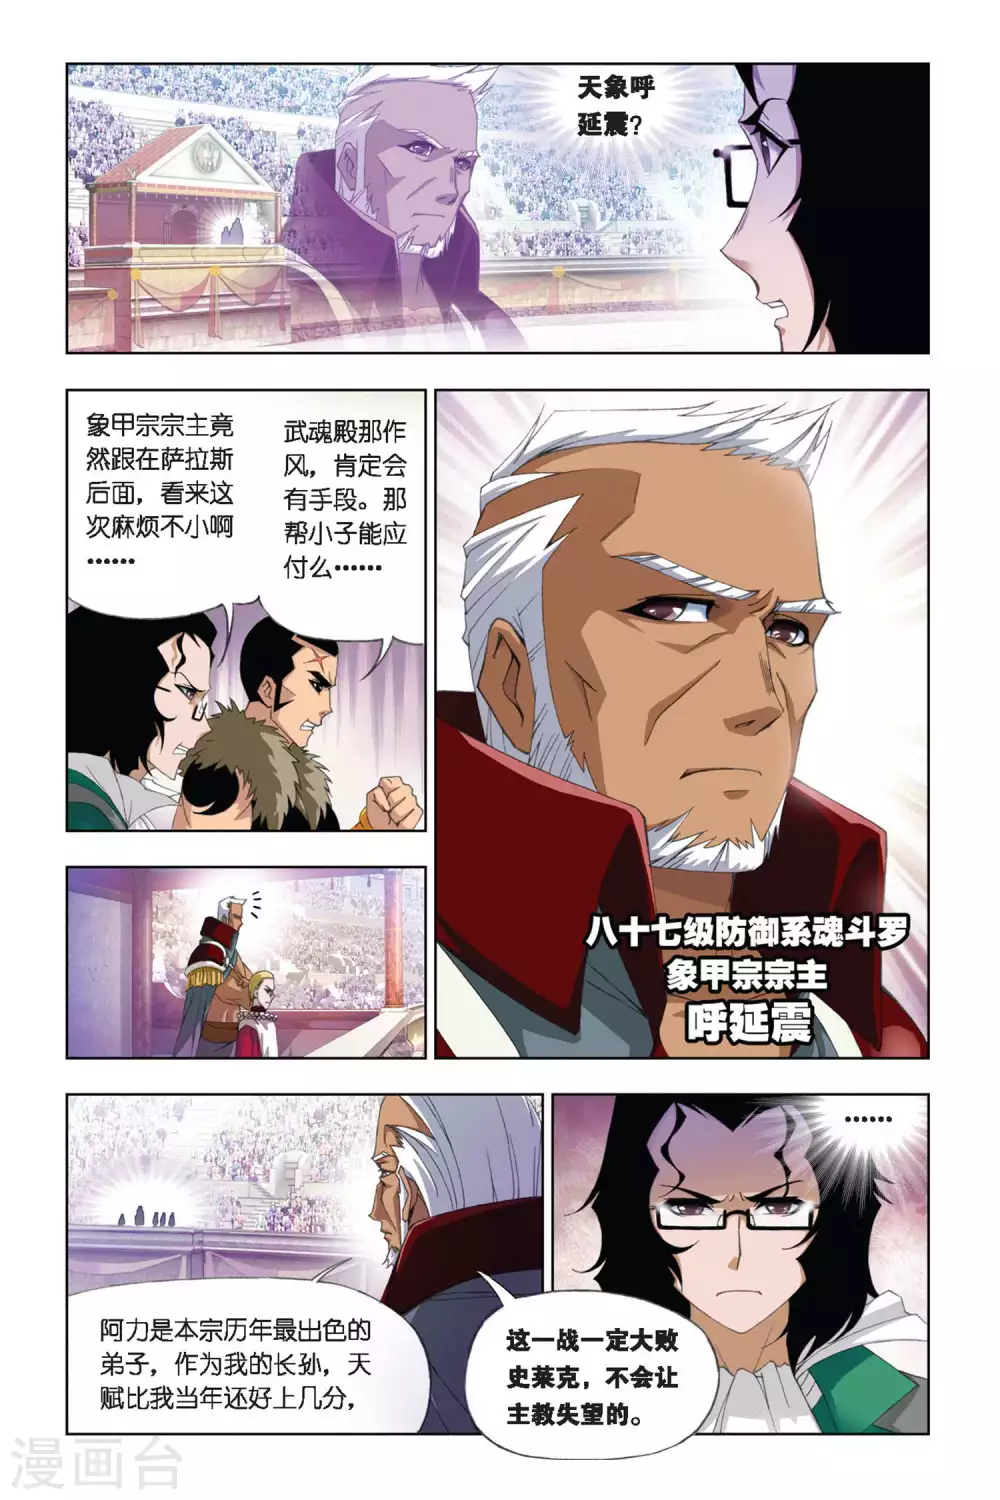 天象呼
延震?
象甲宗宗主竟
然跟在萨拉斯
后面，看来这
次麻烦不小啊
……
武魂殿那作
风，肯定会
有手段。那
帮小子能应
付么……
八十七级防御系魂斗罗
象甲宗宗主
呼延震
阿力是本宗历年最出色的
弟子，作为我的长孙，天
赋比我当年还好上几分，
这一战一定大败
史莱克，不会让
主教失望的。
……
漫画台